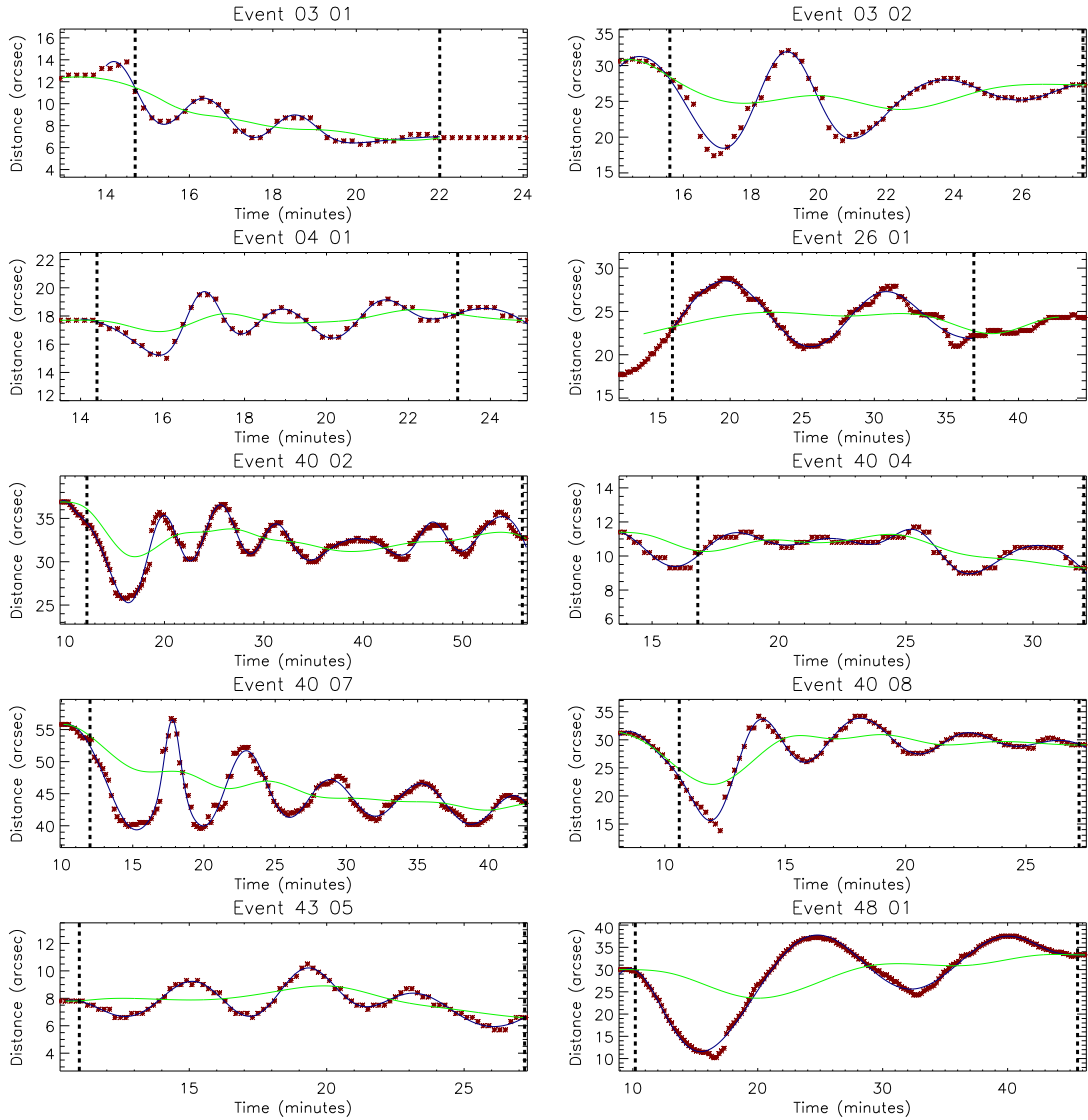 Event 03 01
Distance (arcsec)
16
14
12
10
8
6
4
14 16 18 20 22 24
Time (minutes)
Event 03 02
Distance (arcsec)
35
30
25
20
15
16 18 20 22 24 26
Time (minutes)
Event 04 01
Distance (arcsec)
22
20
18
16
14
12
14 16 18 20 22 24
Time (minutes)
Event 26 01
Distance (arcsec)
30
25
20
15
15 20 25 30 35 40
Time (minutes)
Event 40 02
Distance (arcsec)
35
30
25
10 20 30 40 50
Time (minutes)
Event 40 04
Distance (arcsec)
14
12
10
8
6
15 20 25 30
Time (minutes)
Event 40 07
Distance (arcsec)
55
50
45
40
10 15 20 25 30 35 40
Time (minutes)
Event 40 08
Distance (arcsec)
35
30
25
20
15
10 15 20 25
Time (minutes)
Event 43 05
Distance (arcsec)
12
10
8
6
4
15 20 25
Time (minutes)
Event 48 01
Distance (arcsec)
40
35
30
25
20
15
10
10 20 30 40
Time (minutes)